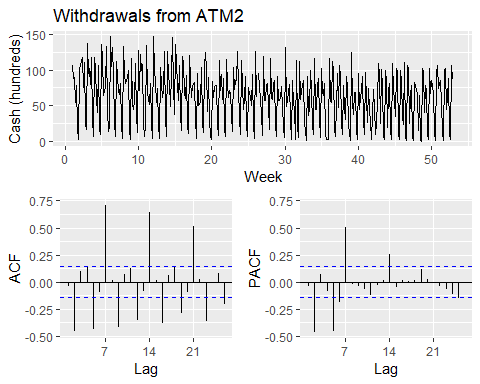 Withdrawals from ATM2
Cash (hundreds)
150
100
50
0
0 10 20 30 40 50
Week
ACF
0.75
0.50
0.25
0.00
-0.25
-0.50
7 14 21
Lag
PACF
0.75
0.50
0.25
0.00
-0.25
-0.50
7 14 21
Lag